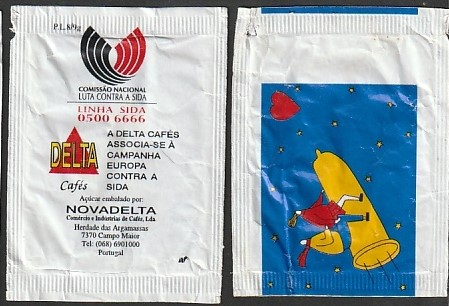 P.L. 8/9g
COMISSÃO NACIONAL
LUTA CONTRA A SIDA
LINHA SIDA
0500 6666
DELTA
Cafés
A DELTA CAFÉS
ASSOCIA-SE À
CAMPANHA
EUROPA
CONTRA A
SIDA
Açúcar embalado por:
NOVADELTA
Comércio e Indústrias de Cafés, Lda.
Herdade das Argamassas
7370 Campo Maior
Tel: (068) 6901000
Portugal